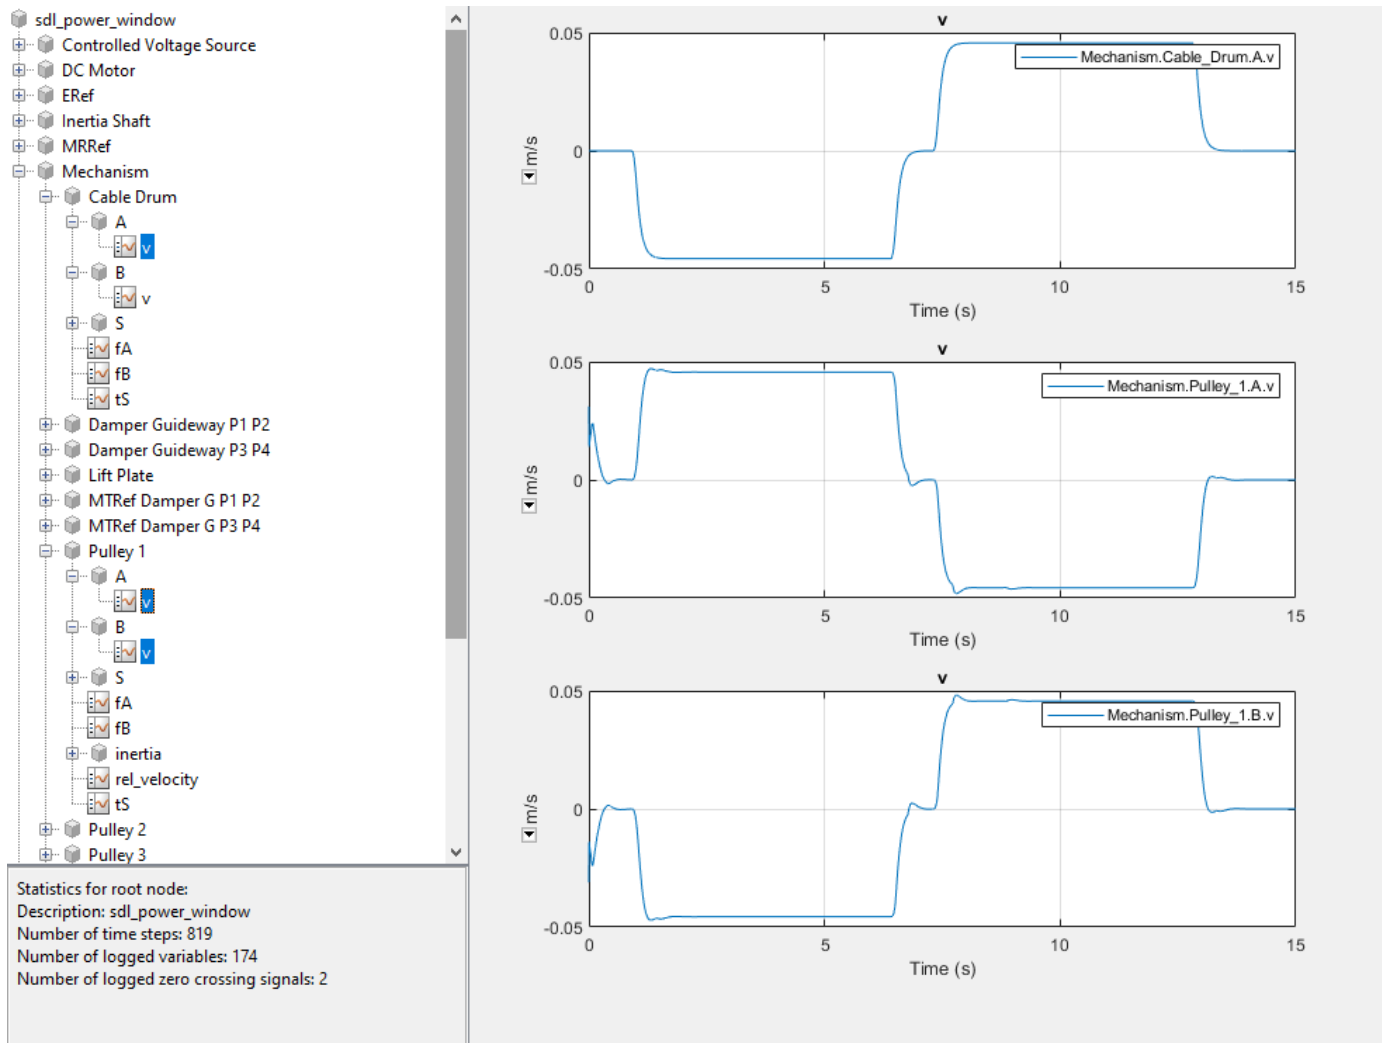 sdl_power_window
Controlled Voltage Source
DC Motor
ERef
Inertia Shaft
MRRef
Mechanism
Cable Drum
A
v
B
v
S
fA
fB
tS
Damper Guideway P1 P2
Damper Guideway P3 P4
Lift Plate
MTRef Damper G P1 P2
MTRef Damper G P3 P4
Pulley 1
A
v
B
v
S
fA
fB
inertia
rel_velocity
tS
Pulley 2
Pulley 3
Statistics for root node:
Description: sdl_power_window
Number of time steps: 819
Number of logged variables: 174
Number of logged zero crossing signals: 2
v
0.05
Mechanism.Cable_Drum.A.v
m/s
0
-0.05
0 5 10 15
Time (s)
v
0.05
Mechanism.Pulley_1.A.v
m/s
0
-0.05
0 5 10 15
Time (s)
v
0.05
Mechanism.Pulley_1.B.v
m/s
0
-0.05
0 5 10 15
Time (s)